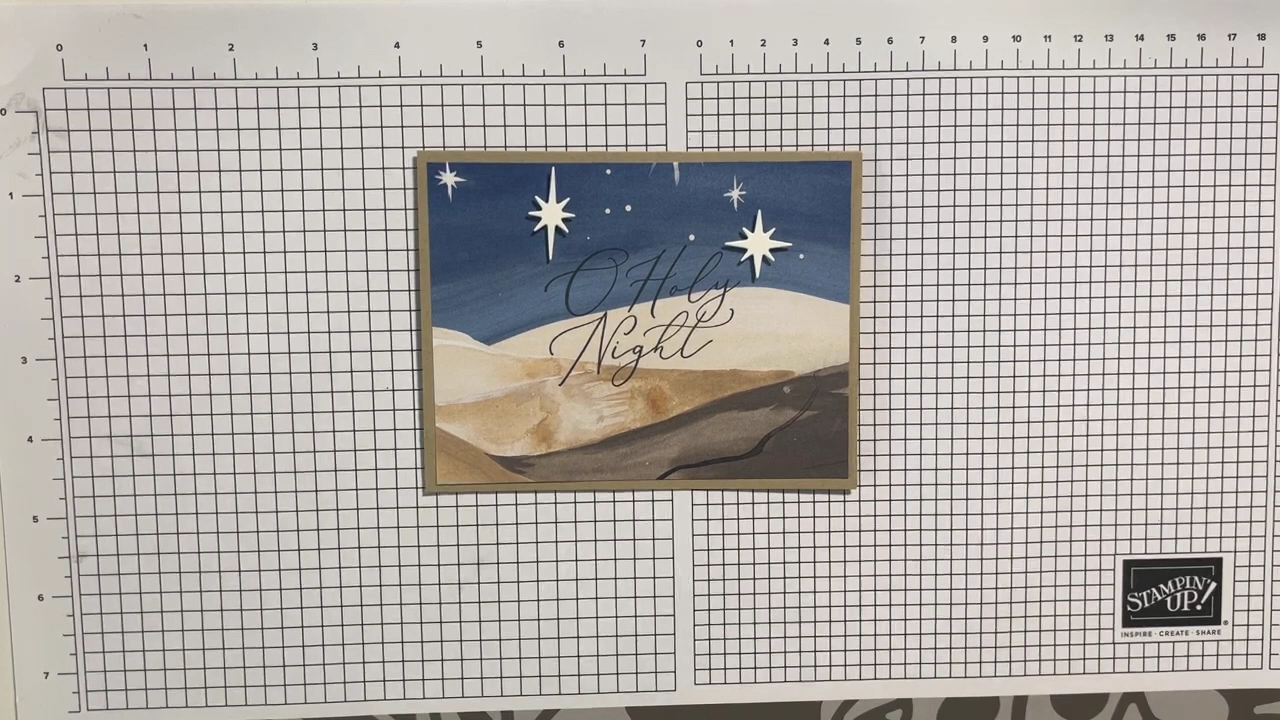 0 1 2 3 4 5 6 7
0 1 2 3 4 5 6 7 8 9 10 11 12 13 14 15 16 17 18
0
1
2
3
4
5
6
7
O Holy
Night
STAMPIN'
UP!®
INSPIRE · CREATE · SHARE